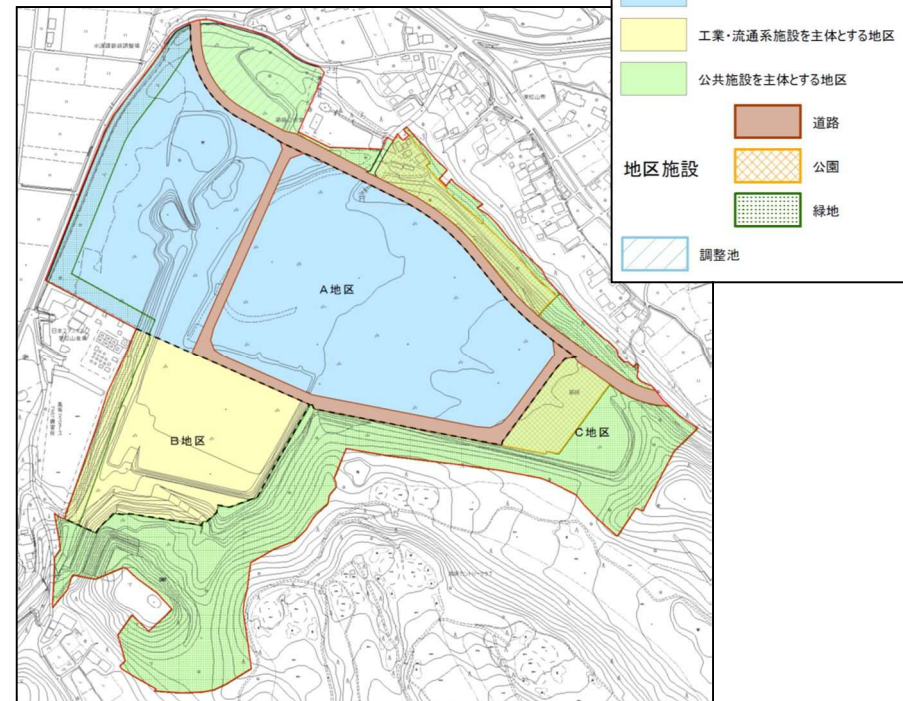 工業・流通系施設を主体とする地区
公共施設を主体とする地区
道路
地区施設
公園
緑地
調整池
A地区
B地区
C地区